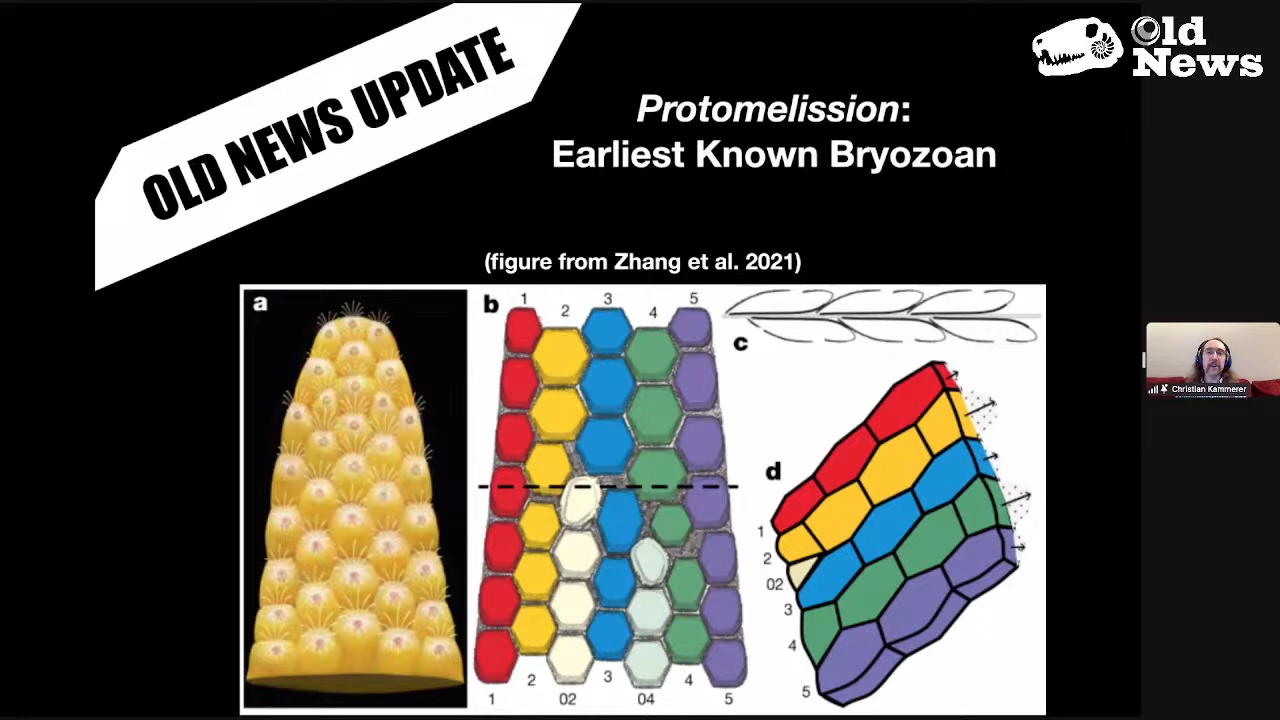 OLD NEWS UPDATE
Old
News
Protomelission:
Earliest Known Bryozoan
(figure from Zhang et al. 2021)
a
b
1
2
3
4
5
c
d
1
2
02
3
4
5
1
2
02
3
04
4
5
Christian Kammerer